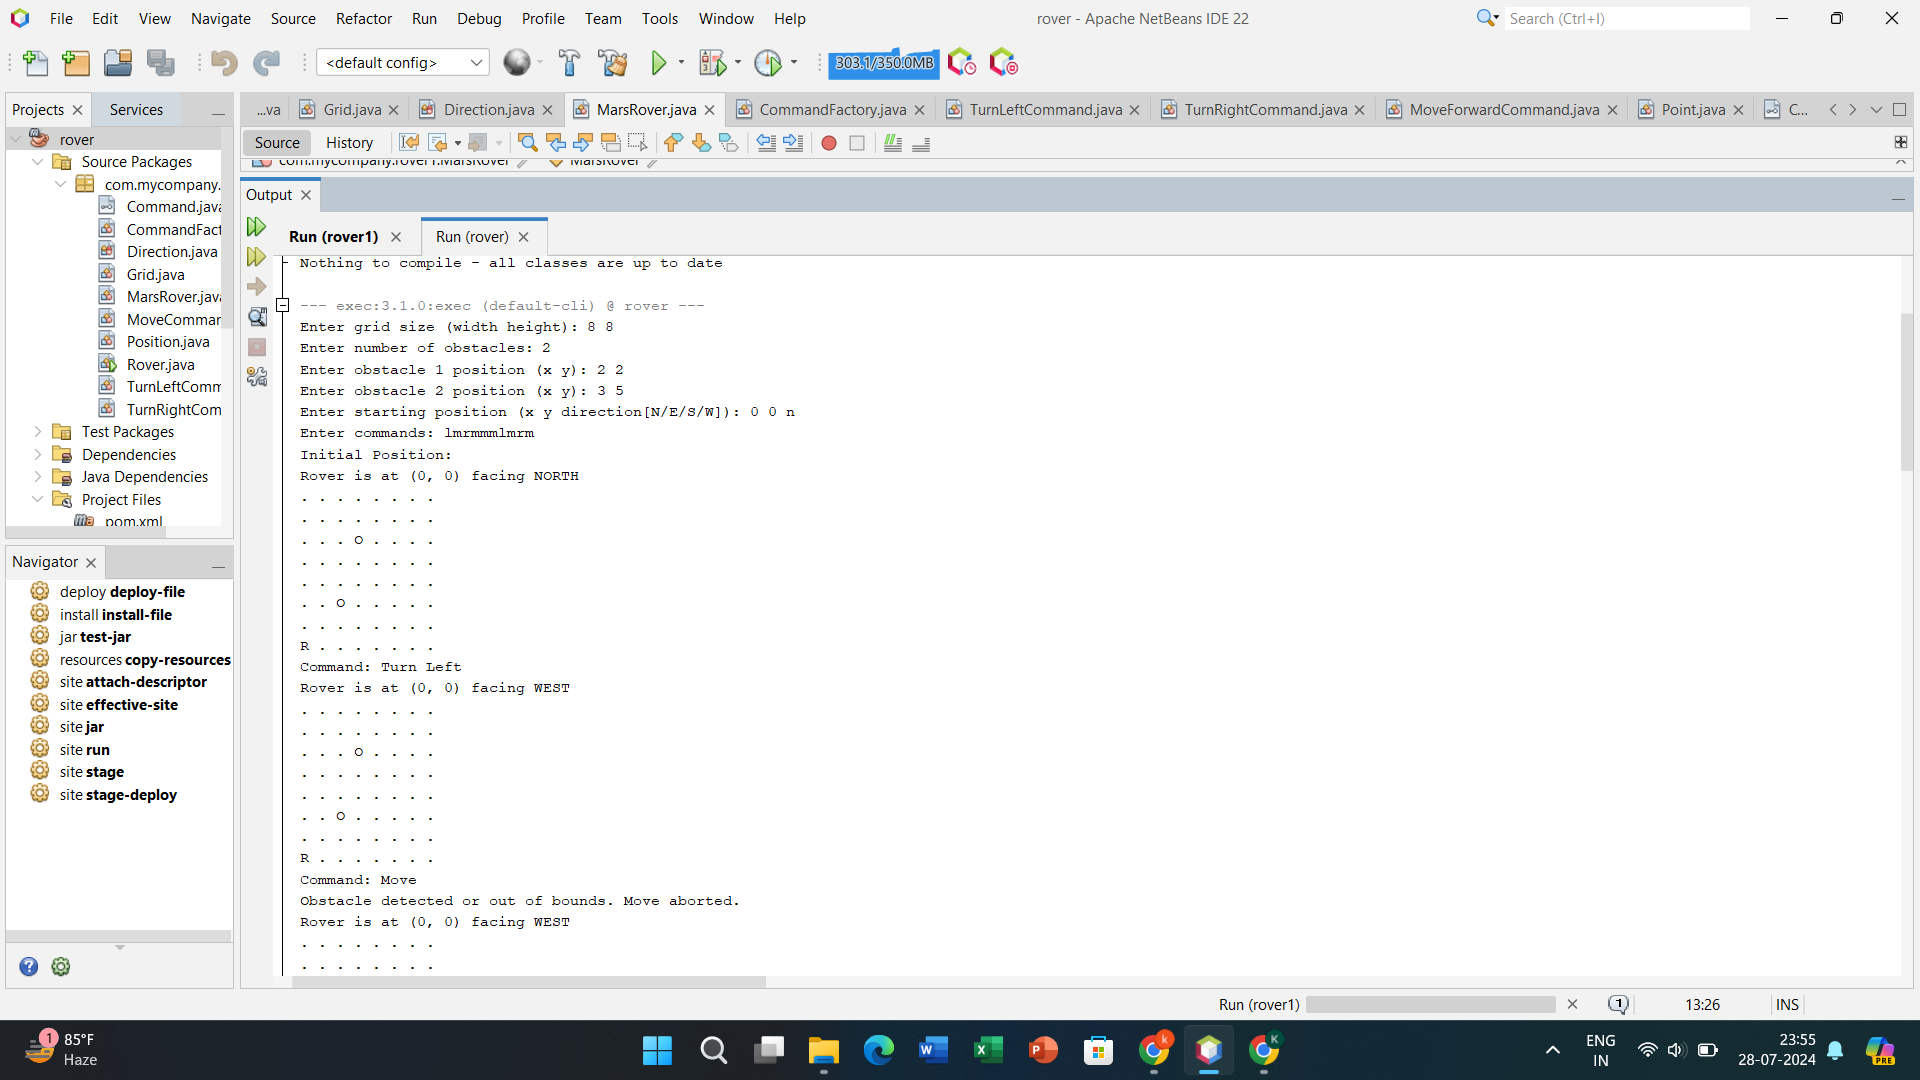 File Edit View Navigate Source Refactor Run Debug Profile Team Tools Window Help
rover - Apache NetBeans IDE 22
Search (Ctrl+I)
<default config>
303.1/350.0MB
Projects
Services
...va
Grid.java
Direction.java
MarsRover.java
CommandFactory.java
TurnLeftCommand.java
TurnRightCommand.java
MoveForwardCommand.java
Point.java
C...
Source
History
com.mycompany.rover1.MarsRover
MarsRover
rover
Source Packages
com.mycompany.
Command.java
CommandFact
Direction.java
Grid.java
MarsRover.java
MoveCommar
Position.java
Rover.java
TurnLeftComm
TurnRightCom
Test Packages
Dependencies
Java Dependencies
Project Files
pom.xml
Navigator
deploy deploy-file
install install-file
jar test-jar
resources copy-resources
site attach-descriptor
site effective-site
site jar
site run
site stage
site stage-deploy
Output
Run (rover1)
Run (rover)
Nothing to compile - all classes are up to date
--- exec:3.1.0:exec (default-cli) @ rover ---
Enter grid size (width height): 8 8
Enter number of obstacles: 2
Enter obstacle 1 position (x y): 2 2
Enter obstacle 2 position (x y): 3 5
Enter starting position (x y direction[N/E/S/W]): 0 0 n
Enter commands: lmrmmmlmrm
Initial Position:
Rover is at (0, 0) facing NORTH
. . . . . . . .
. . . . . . . .
. . . O . . . .
. . . . . . . .
. . . . . . . .
. . O . . . . .
. . . . . . . .
R . . . . . . .
Command: Turn Left
Rover is at (0, 0) facing WEST
. . . . . . . .
. . . . . . . .
. . . O . . . .
. . . . . . . .
. . . . . . . .
. . O . . . . .
. . . . . . . .
R . . . . . . .
Command: Move
Obstacle detected or out of bounds. Move aborted.
Rover is at (0, 0) facing WEST
. . . . . . . .
. . . . . . . .
Run (rover1)
1
13:26
INS
1
85°F
Haze
ENG
IN
23:55
28-07-2024
PRE